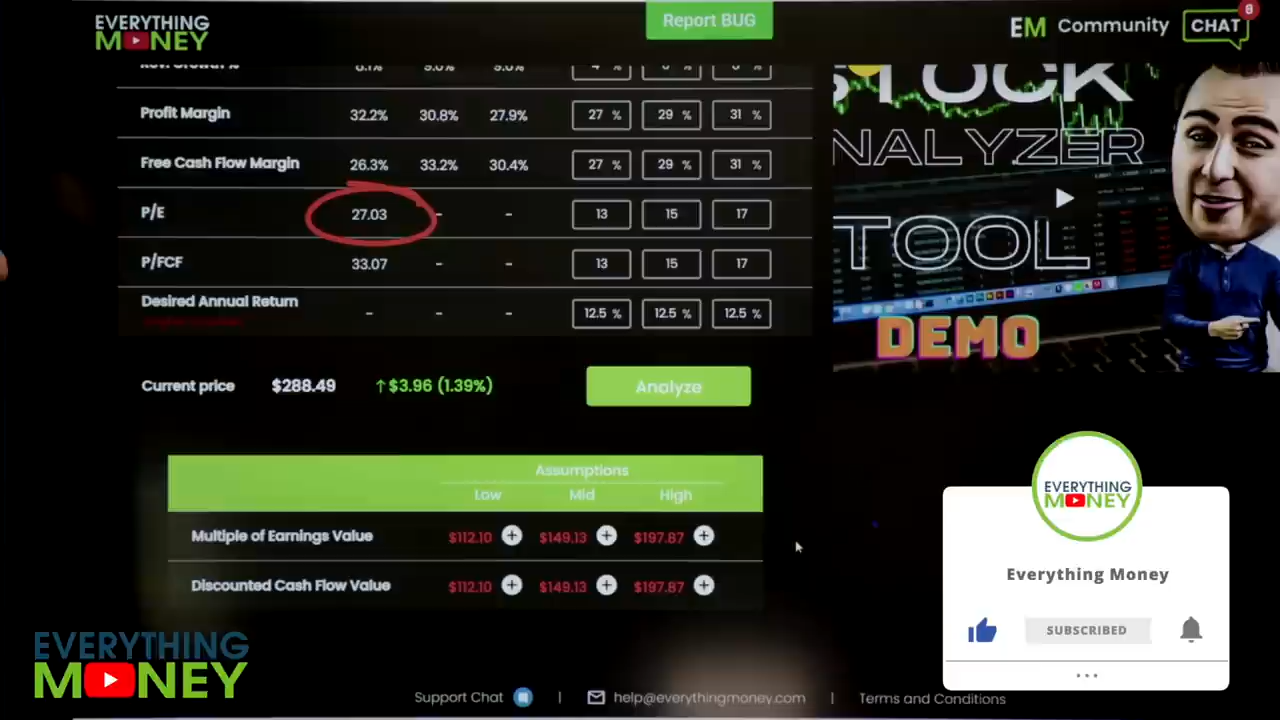 EVERYTHING
MONEY
Report BUG
EM Community
CHAT
8
Rev. Growth %
Profit Margin 32.2% 30.8% 27.9% 27 % 29 % 31 %
Free Cash Flow Margin 26.3% 33.2% 30.4% 27 % 29 % 31 %
P/E 27.03 - - 13 15 17
P/FCF 33.07 - - 13 15 17
Desired Annual Return - - - 12.5 % 12.5 % 12.5 %
Current price $288.49 ↑$3.96 (1.39%) Analyze
Assumptions
Low Mid High
Multiple of Earnings Value $112.10 + $149.13 + $197.87 +
Discounted Cash Flow Value $112.10 + $149.13 + $197.87 +
STOCK
ANALYZER
TOOL
DEMO
EVERYTHING
MONEY
Everything Money
SUBSCRIBED
EVERYTHING
MONEY
Support Chat | help@everythingmoney.com | Terms and Conditions